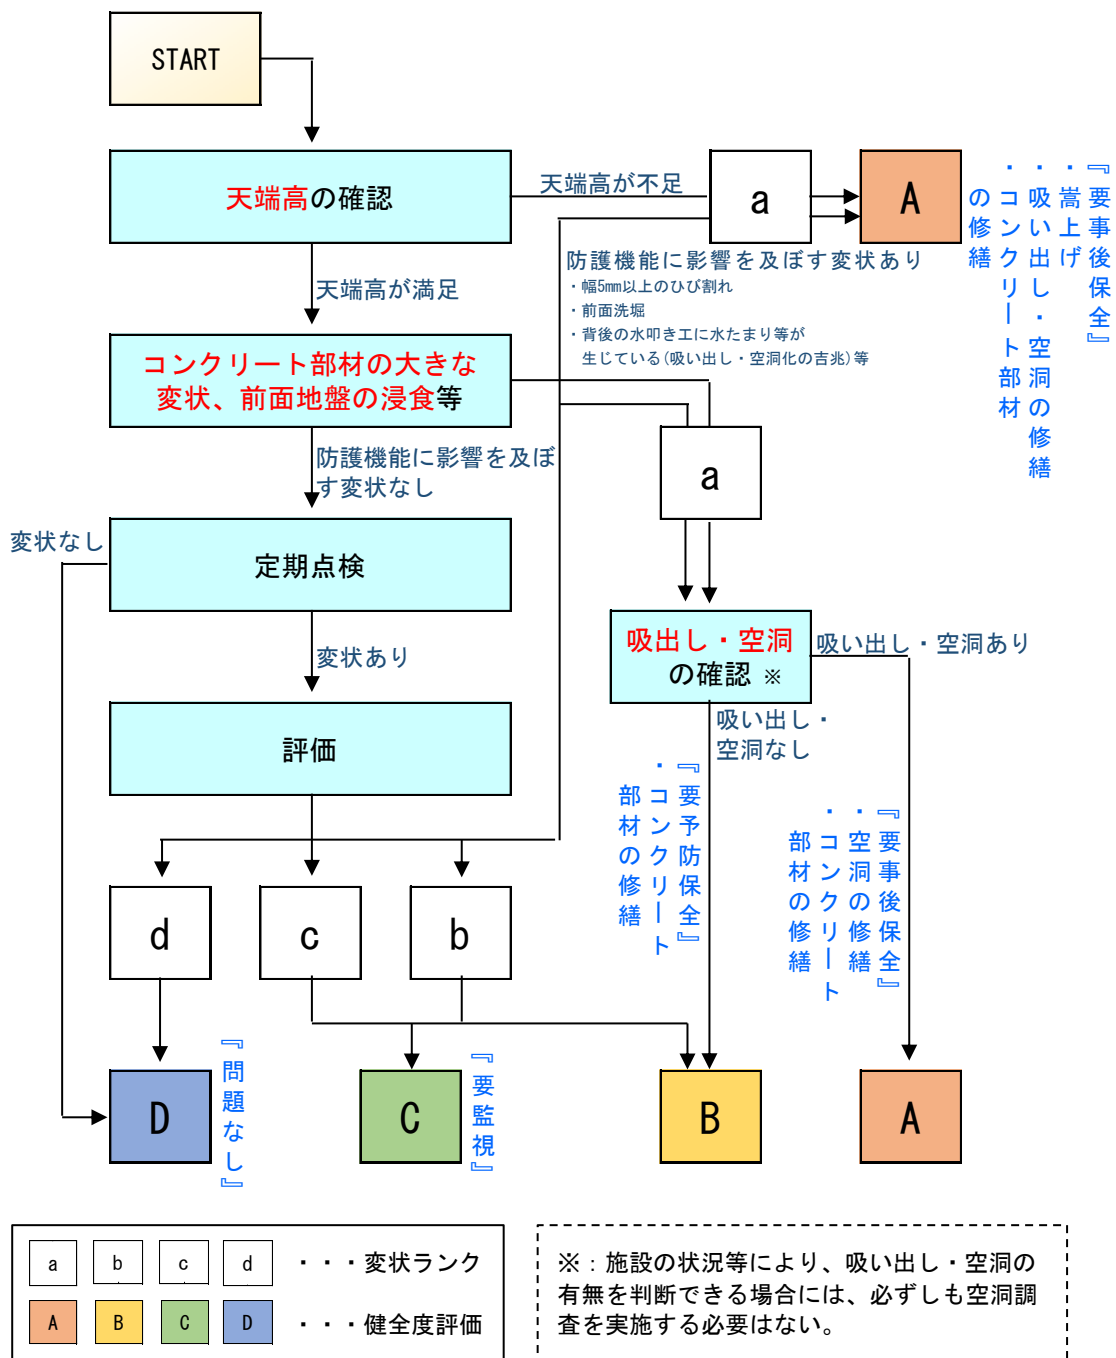 START
天端高の確認
天端高が不足
a
A
『要事後保全』
・嵩上げ
・吸い出し・空洞の修繕
・コンクリート部材
の修繕
天端高が満足
防護機能に影響を及ぼす変状あり
・幅5mm以上のひび割れ
・前面洗堀
・背後の水叩き工に水たまり等が
生じている(吸い出し・空洞化の吉兆)等
コンクリート部材の大きな
変状、前面地盤の浸食等
a
防護機能に影響を及ぼ
す変状なし
変状なし
定期点検
吸出し・空洞
の確認 ※
吸い出し・空洞あり
変状あり
吸い出し・
空洞なし
評価
『要予防保全』
・コンクリート
部材の修繕
『要事後保全』
・空洞の修繕
・コンクリート
部材の修繕
d
c
b
D
『問題なし』
C
『要監視』
B
A
a b c d ・・・変状ランク
A B C D ・・・健全度評価
※：施設の状況等により、吸い出し・空洞の
有無を判断できる場合には、必ずしも空洞調
査を実施する必要はない。